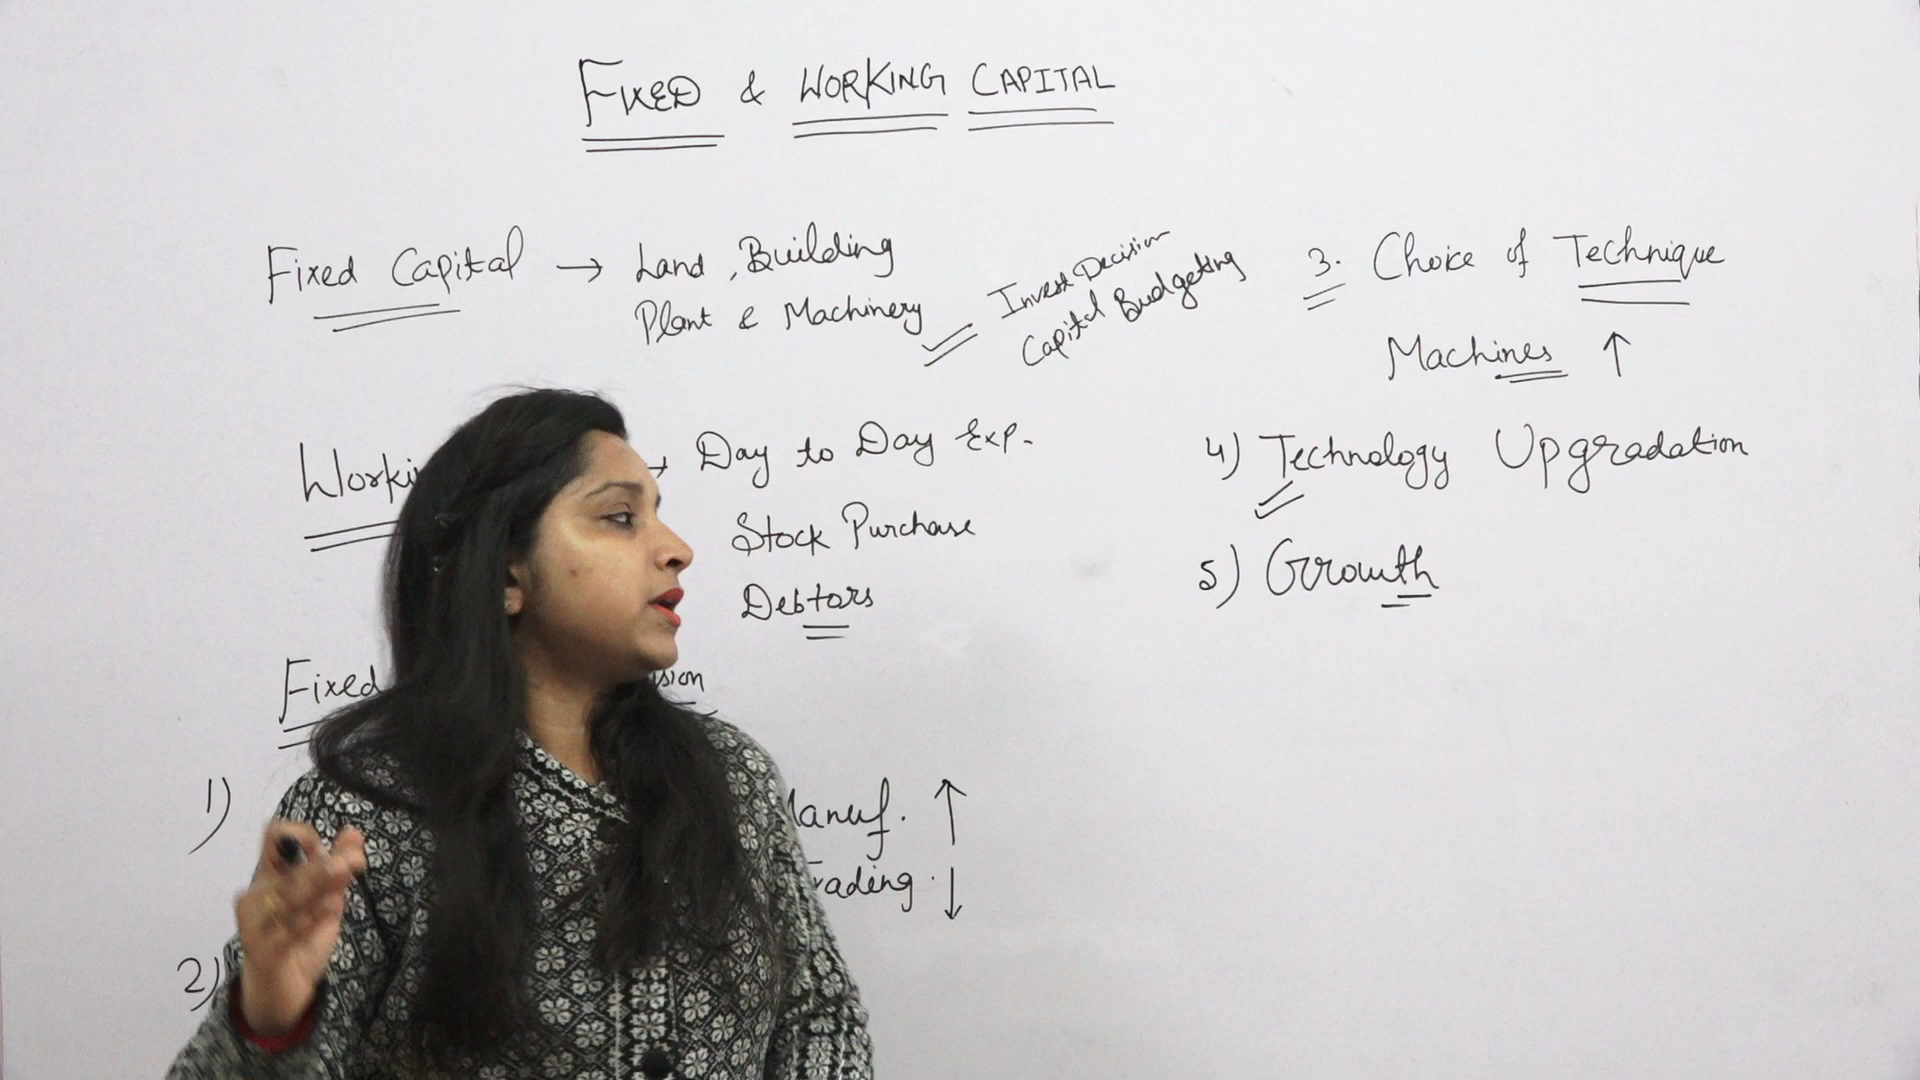 FIXED & WORKING CAPITAL
Fixed Capital → Land, Building
Plant & Machinery
Invest Decision
Capital Budgeting
→ Day to Day Exp.
Stock Purchase
Debtors
Fixed
1)
Manuf. ↑
Trading. ↓
2)
3. Choice of Technique
Machines ↑
4) Technology Upgradation
5) Growth